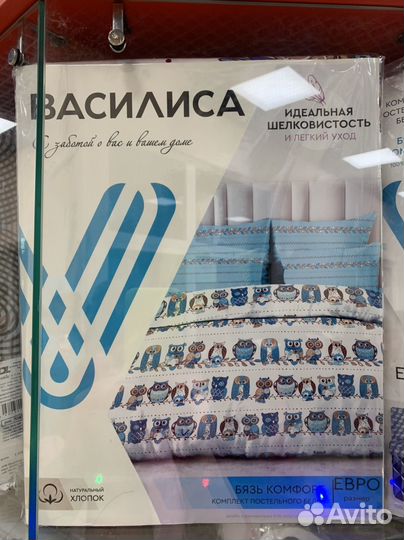 ВАСИЛИСА
С заботой о вас и вашем доме
ИДЕАЛЬНАЯ
ШЕЛКОВИСТОСТЬ
И ЛЕГКИЙ УХОД
НАТУРАЛЬНЫЙ
ХЛОПОК
БЯЗЬ КОМФОРТ
КОМПЛЕКТ ПОСТЕЛЬНОГО
ЕВРО
размер
Avito